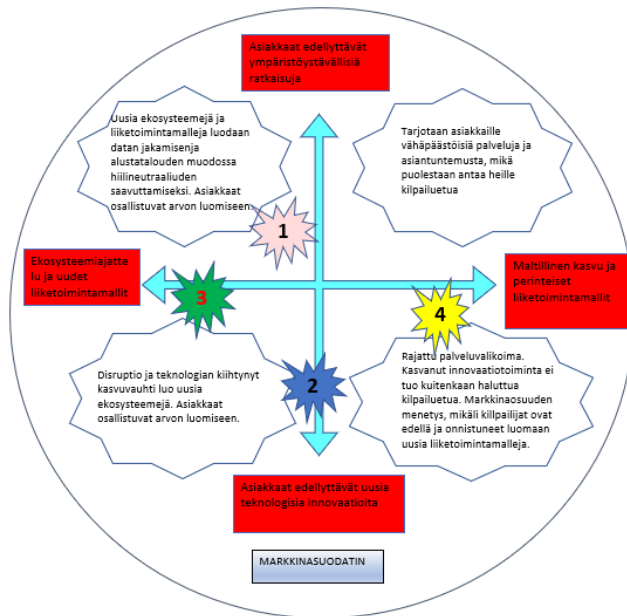 Asiakkaat edellyttävät
ympäristöystävällisiä
ratkaisuja
Uusia ekosysteemejä ja
liiketoimintamalleja luodaan
datan jakamisenja
alustatalouden muodossa
hiilineutraaliuden
saavuttamiseksi. Asiakkaat
osallistuvat arvon luomiseen.
Tarjotaan asiakkaille
vähäpäästöisiä palveluja ja
asiantuntemusta, mikä
puolestaan antaa heille
kilpailuetua
1
Ekosysteemiajatte
lu ja uudet
liiketoimintamallit
3
4
Maltillinen kasvu ja
perinteiset
liiketoimintamallit
Disruptio ja teknologian kiihtynyt
kasvuvauhti luo uusia
ekosysteemejä. Asiakkaat
osallistuvat arvon luomiseen.
2
Rajattu palveluvalikoima.
Kasvanut innovaatiotoiminta ei
tuo kuitenkaan haluttua
kilpailuetua. Markkinaosuuden
menetys, mikäli killpailijat ovat
edellä ja onnistuneet luomaan
uusia liiketoimintamalleja.
Asiakkaat edellyttävät uusia
teknologisia innovaatioita
MARKKINASUODATIN